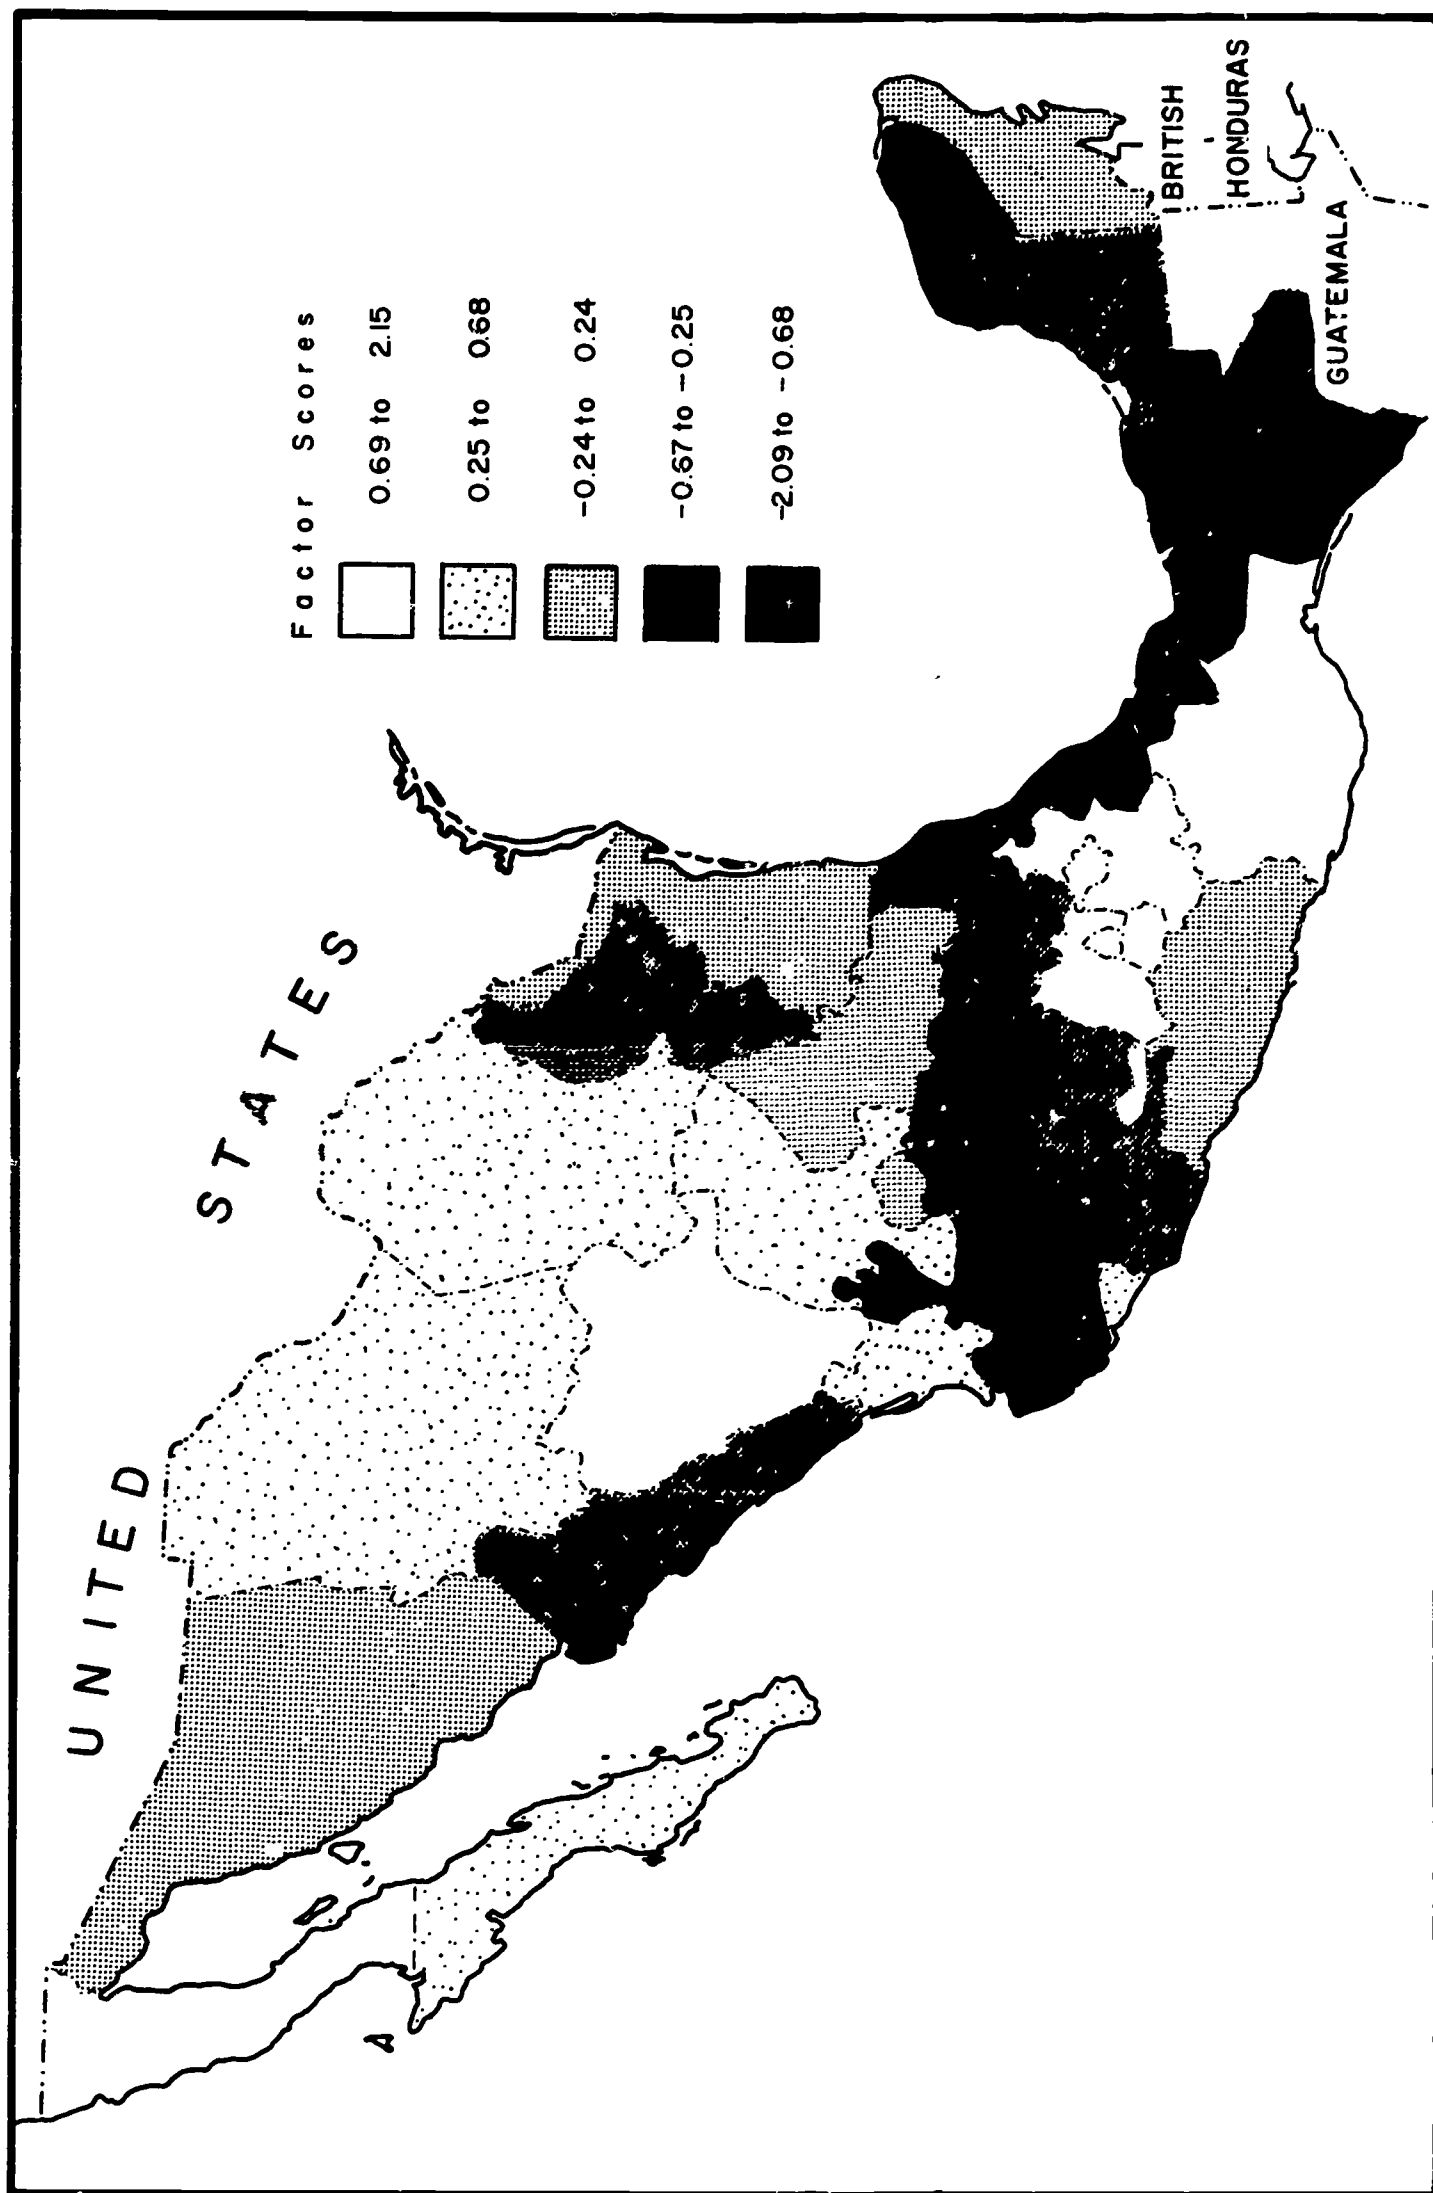 UNITED
STATES
Factor Scores
0.69 to 2.15
0.25 to 0.68
-0.24 to 0.24
-0.67 to -0.25
-2.09 to -0.68
BRITISH
HONDURAS
GUATEMALA